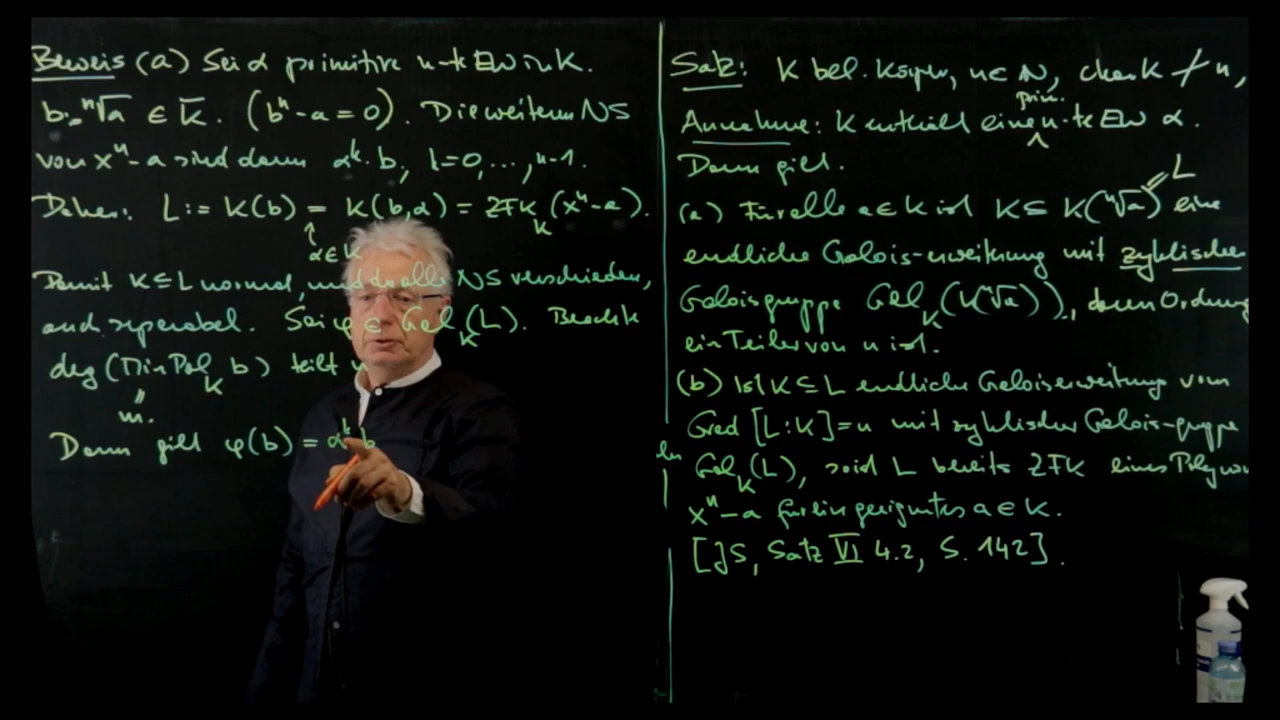 Beweis (a) Sei α primitive n-te EW in K.
b:=ⁿ√a ∈ K̅. (bⁿ-a=0). Die weiteren NS
von xⁿ-a sind dann αᵏ·b, k=0,...,n-1.
Daher: L:= K(b) = K(b,α) = ZFK_K (xⁿ-a).
↑
α∈K
Damit K⊆L normal, und da alle NS verschieden,
auch separabel. Sei φ ∈ Gal_K(L). Beachte
deg (MinPol_K b) teilt
"
m.
Dann gilt φ(b) = αᵏ b
Satz: K bel. Körper, n∈ℕ, char K ∤ n,
prim.
Annahme: K enthält eine n-te EW α.
Dann gilt.
L
(a) Für alle a∈K ist K⊆ K(ⁿ√a) eine
endliche Galois-erweiterung mit zyklischer
Galoisgruppe Gal_K(K(ⁿ√a)), deren Ordnung
ein Teiler von n ist.
(b) Ist K⊆L endliche Galoiserweiterung vom
Grad [L:K]=n mit zyklischer Galois-gruppe
Gal_K(L), so ist L bereits ZFK eines Polynom
xⁿ-a für ein geeignetes a∈K.
[JS, Satz VI 4.2, S. 142].